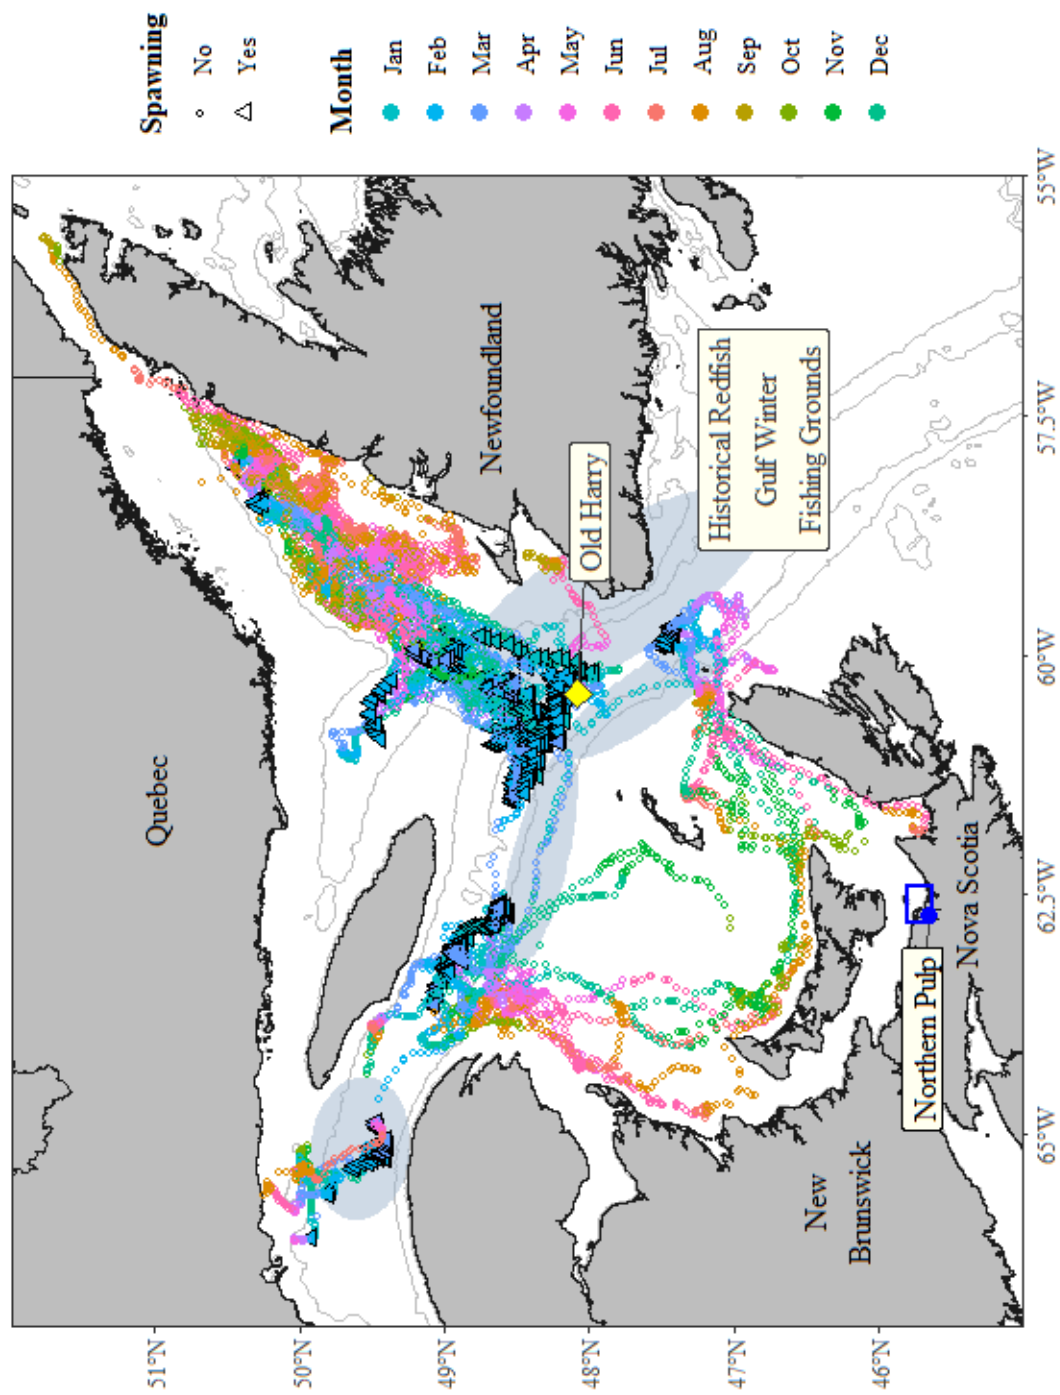 Spawning
No
Yes
Month
Jan
Feb
Mar
Apr
May
Jun
Jul
Aug
Sep
Oct
Nov
Dec
Quebec
Newfoundland
Old Harry
Historical Redfish
Gulf Winter
Fishing Grounds
New
Brunswick
Northern Pulp
Nova Scotia
51°N
50°N
49°N
48°N
47°N
46°N
65°W
62.5°W
60°W
57.5°W
55°W